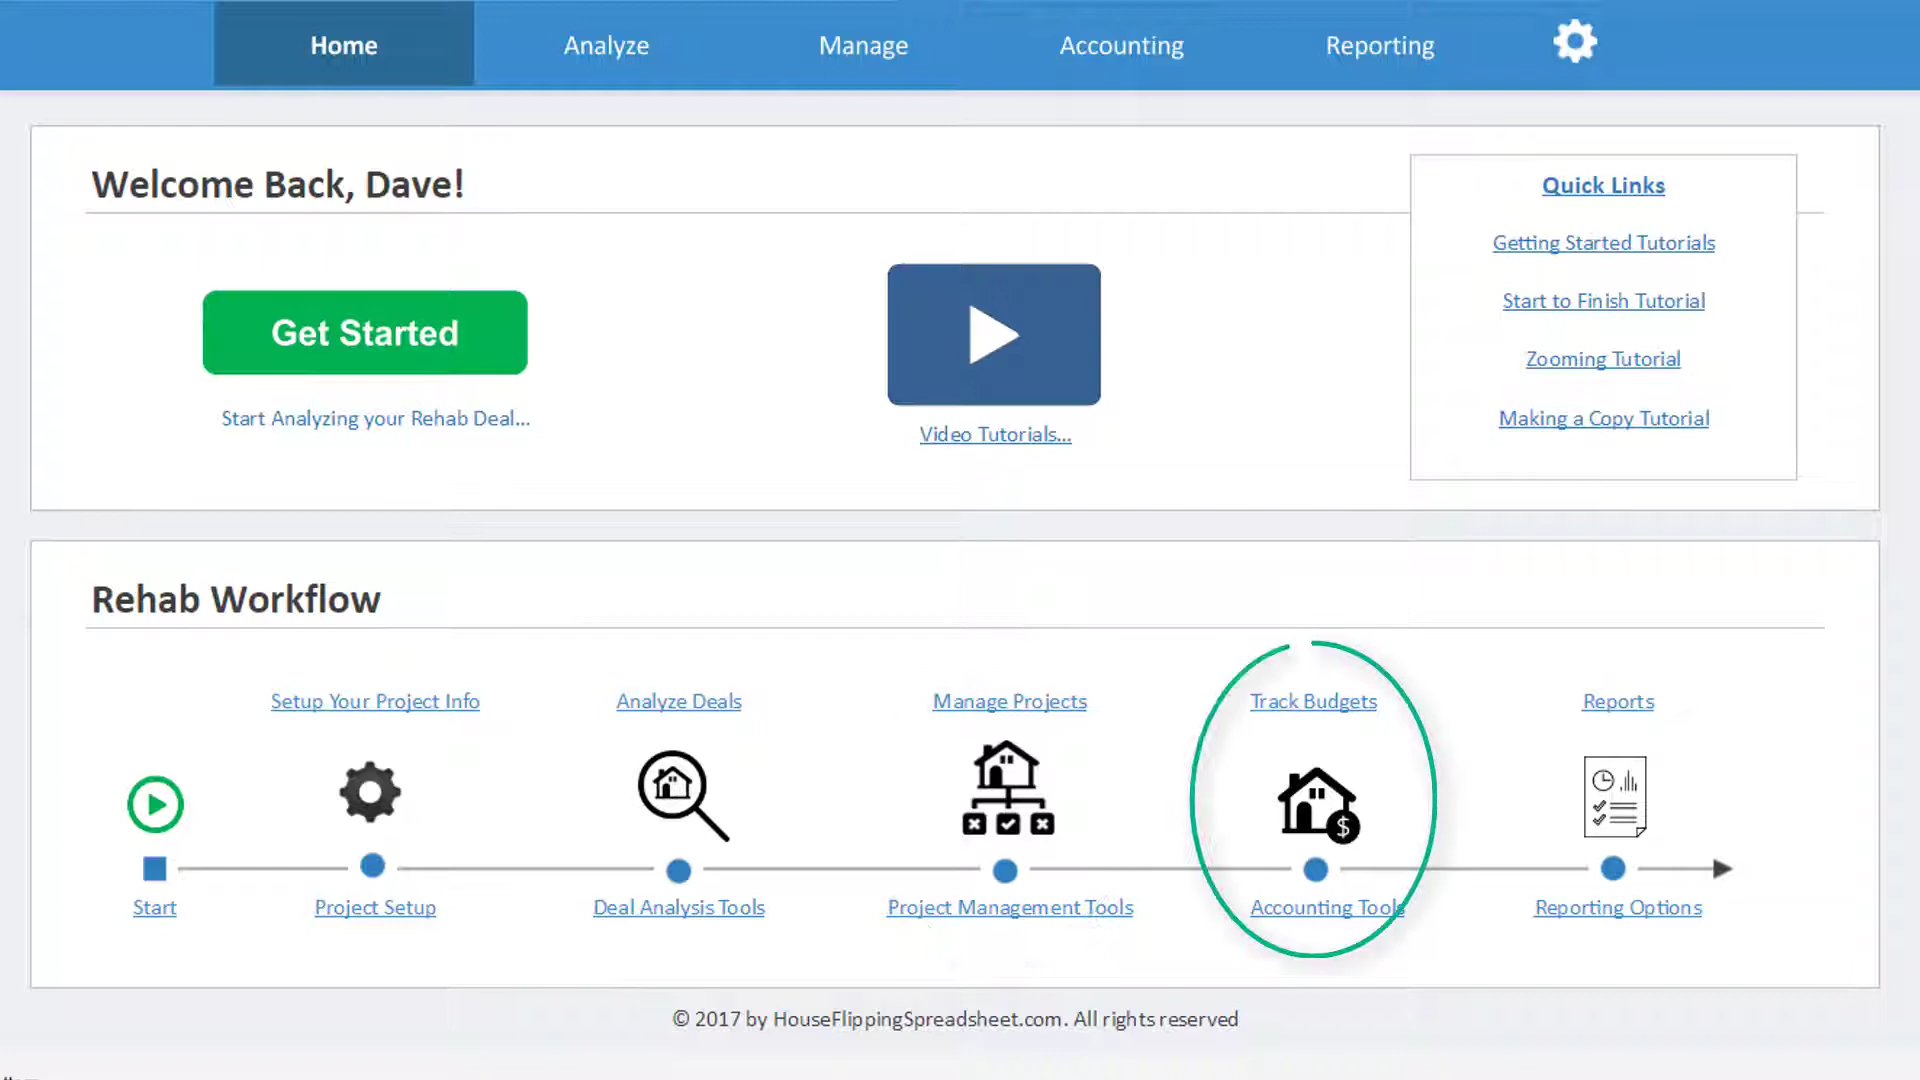 Home Analyze Manage Accounting Reporting
Welcome Back, Dave!
Get Started
Start Analyzing your Rehab Deal...
Video Tutorials...
Quick Links
Getting Started Tutorials
Start to Finish Tutorial
Zooming Tutorial
Making a Copy Tutorial
Rehab Workflow
Setup Your Project Info Analyze Deals Manage Projects Track Budgets Reports
$
Start Project Setup Deal Analysis Tools Project Management Tools Accounting Tools Reporting Options
© 2017 by HouseFlippingSpreadsheet.com. All rights reserved